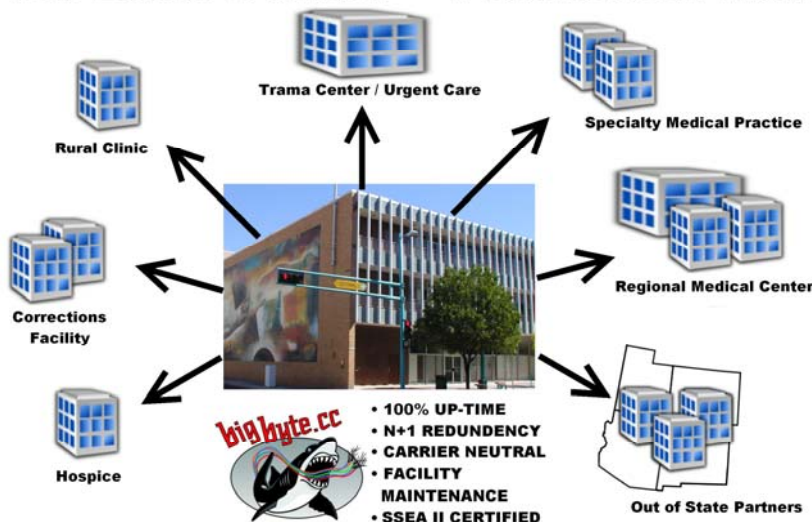 Trama Center / Urgent Care
Rural Clinic
Specialty Medical Practice
Corrections
Facility
Regional Medical Center
Hospice
bigbyte.cc
• 100% UP-TIME
• N+1 REDUNDENCY
• CARRIER NEUTRAL
• FACILITY
MAINTENANCE
• SSEA II CERTIFIED
Out of State Partners